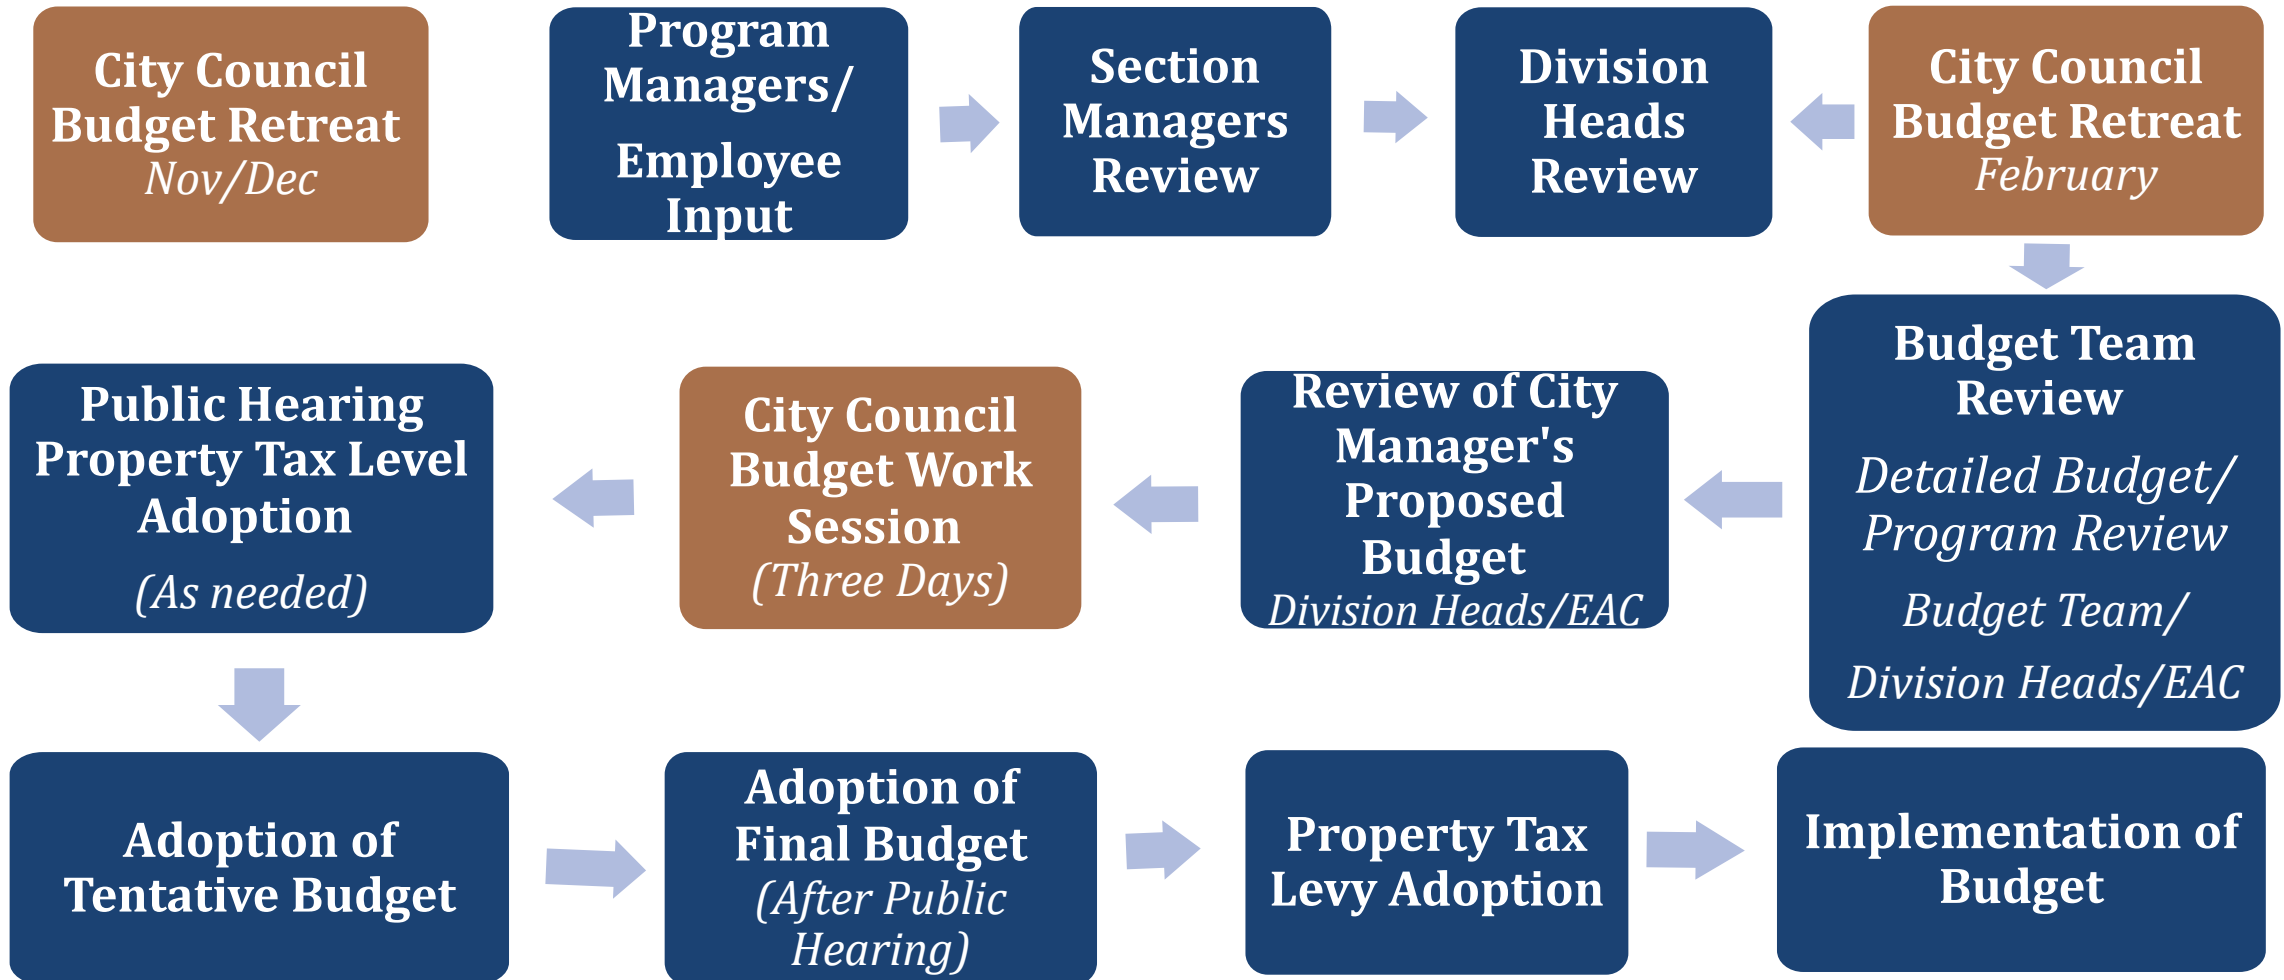 City Council
Budget Retreat
Nov/Dec
Program
Managers/
Employee
Input
Section
Managers
Review
Division
Heads
Review
City Council
Budget Retreat
February
Budget Team
Review
Detailed Budget/
Program Review
Budget Team/
Division Heads/EAC
Review of City
Manager's
Proposed
Budget
Division Heads/EAC
City Council
Budget Work
Session
(Three Days)
Public Hearing
Property Tax Level
Adoption
(As needed)
Adoption of
Tentative Budget
Adoption of
Final Budget
(After Public
Hearing)
Property Tax
Levy Adoption
Implementation of
Budget